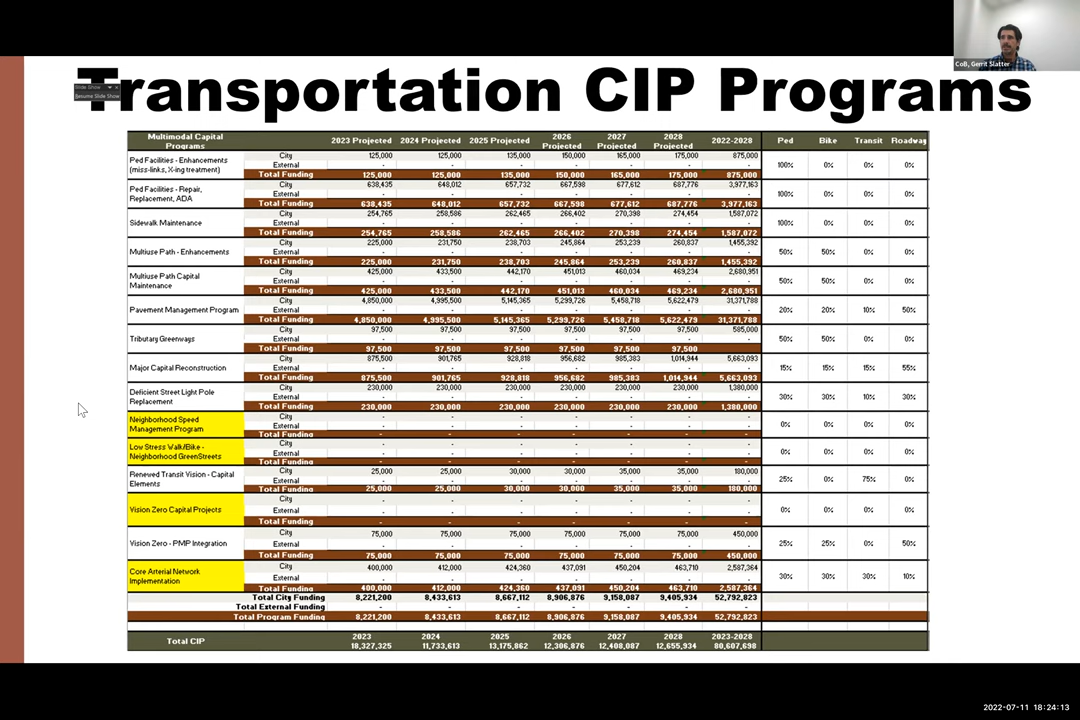 CoB, Gerrit Slatter
Slide Show
Resume Slide Show
Transportation CIP Programs
Multimodal Capital Programs 2023 Projected 2024 Projected 2025 Projected 2026 Projected 2027 Projected 2028 Projected 2022-2028 Ped Bike Transit Roadway
Ped Facilities - Enhancements (miss-links, X-ing treatment) 100% 0% 0% 0%
City 125,000 125,000 135,000 150,000 165,000 175,000 875,000
External - - - - - - -
Total Funding 125,000 125,000 135,000 150,000 165,000 175,000 875,000
Ped Facilities - Repair, Replacement, ADA 100% 0% 0% 0%
City 638,435 648,012 657,732 667,598 677,612 687,776 3,977,163
External - - - - - - -
Total Funding 638,435 648,012 657,732 667,598 677,612 687,776 3,977,163
Sidewalk Maintenance 100% 0% 0% 0%
City 254,765 258,586 262,465 266,402 270,398 274,454 1,587,072
External - - - - - - -
Total Funding 254,765 258,586 262,465 266,402 270,398 274,454 1,587,072
Multiuse Path - Enhancements 50% 50% 0% 0%
City 225,000 231,750 238,703 245,864 253,239 260,837 1,455,392
External - - - - - - -
Total Funding 225,000 231,750 238,703 245,864 253,239 260,837 1,455,392
Multiuse Path Capital Maintenance 50% 50% 0% 0%
City 425,000 433,500 442,170 451,013 460,034 469,234 2,680,951
External - - - - - - -
Total Funding 425,000 433,500 442,170 451,013 460,034 469,234 2,680,951
Pavement Management Program 20% 20% 10% 50%
City 4,850,000 4,995,500 5,145,365 5,299,726 5,458,718 5,622,479 31,371,788
External - - - - - - -
Total Funding 4,850,000 4,995,500 5,145,365 5,299,726 5,458,718 5,622,479 31,371,788
Tributary Greenways 50% 50% 0% 0%
City 97,500 97,500 97,500 97,500 97,500 97,500 585,000
External - - - - - - -
Total Funding 97,500 97,500 97,500 97,500 97,500 97,500
Major Capital Reconstruction 15% 15% 15% 55%
City 875,500 901,765 928,818 956,682 985,383 1,014,944 5,663,093
External - - - - - - -
Total Funding 875,500 901,765 928,818 956,682 985,383 1,014,944 5,663,093
Deficient Street Light Pole Replacement 30% 30% 10% 30%
City 230,000 230,000 230,000 230,000 230,000 230,000 1,380,000
External - - - - - - -
Total Funding 230,000 230,000 230,000 230,000 230,000 230,000 1,380,000
Neighborhood Speed Management Program 0% 0% 0% 0%
City - - - - - - -
External - - - - - - -
Total Funding - - - - - - -
Low Stress Walk/Bike - Neighborhood GreenStreets 0% 0% 0% 0%
City - - - - - - -
External - - - - - - -
Total Funding - - - - - - -
Renewed Transit Vision - Capital Elements 25% 0% 75% 0%
City 25,000 25,000 30,000 30,000 35,000 35,000 180,000
External - - - - - - -
Total Funding 25,000 25,000 30,000 30,000 35,000 35,000 180,000
Vision Zero Capital Projects 0% 0% 0% 0%
City - - - - - - -
External - - - - - - -
Total Funding - - - - - - -
Vision Zero - PMP Integration 25% 25% 0% 50%
City 75,000 75,000 75,000 75,000 75,000 75,000 450,000
External - - - - - - -
Total Funding 75,000 75,000 75,000 75,000 75,000 75,000 450,000
Core Arterial Network Implementation 30% 30% 30% 10%
City 400,000 412,000 424,360 437,091 450,204 463,710 2,587,364
External - - - - - - -
Total Funding 400,000 412,000 424,360 437,091 450,204 463,710 2,587,364
Total City Funding 8,221,200 8,433,613 8,667,112 8,906,876 9,158,087 9,405,934 52,792,823
Total External Funding - - - - - - -
Total Program Funding 8,221,200 8,433,613 8,667,112 8,906,876 9,158,087 9,405,934 52,792,823
Total CIP
2023 2024 2025 2026 2027 2028 2023-2028
18,327,325 11,733,613 13,175,862 12,306,876 12,408,087 12,655,934 80,607,698
2022-07-11 18:24:13